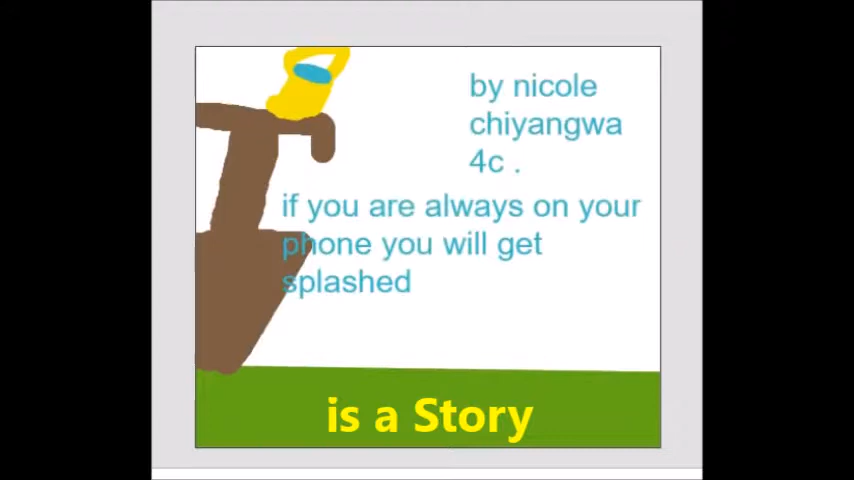 by nicole
chiyangwa
4c .
if you are always on your
phone you will get
splashed
is a Story